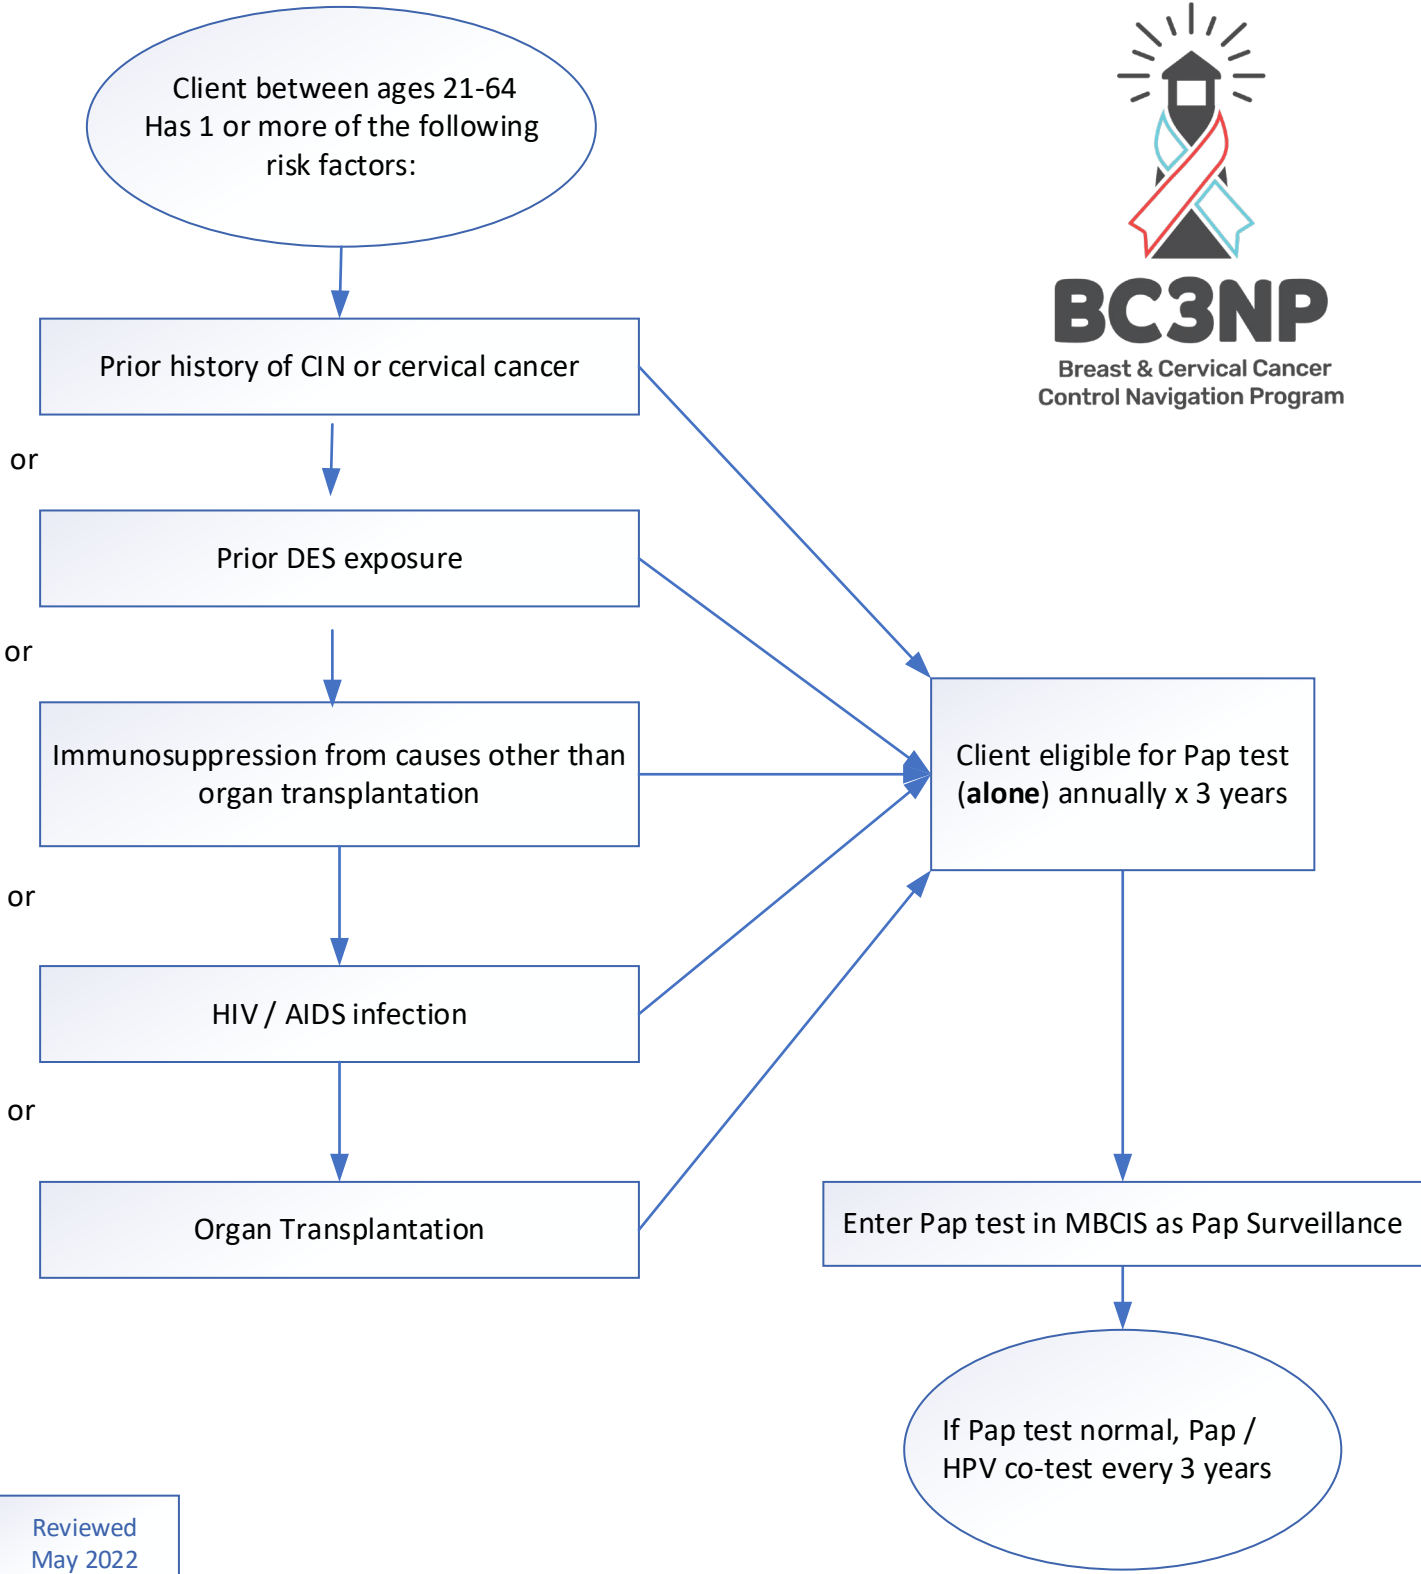 Client between ages 21-64
Has 1 or more of the following
risk factors:
BC3NP
Breast & Cervical Cancer
Control Navigation Program
Prior history of CIN or cervical cancer
or
Prior DES exposure
or
Immunosuppression from causes other than
organ transplantation
or
HIV / AIDS infection
or
Organ Transplantation
Client eligible for Pap test
(alone) annually x 3 years
Enter Pap test in MBCIS as Pap Surveillance
If Pap test normal, Pap /
HPV co-test every 3 years
Reviewed
May 2022